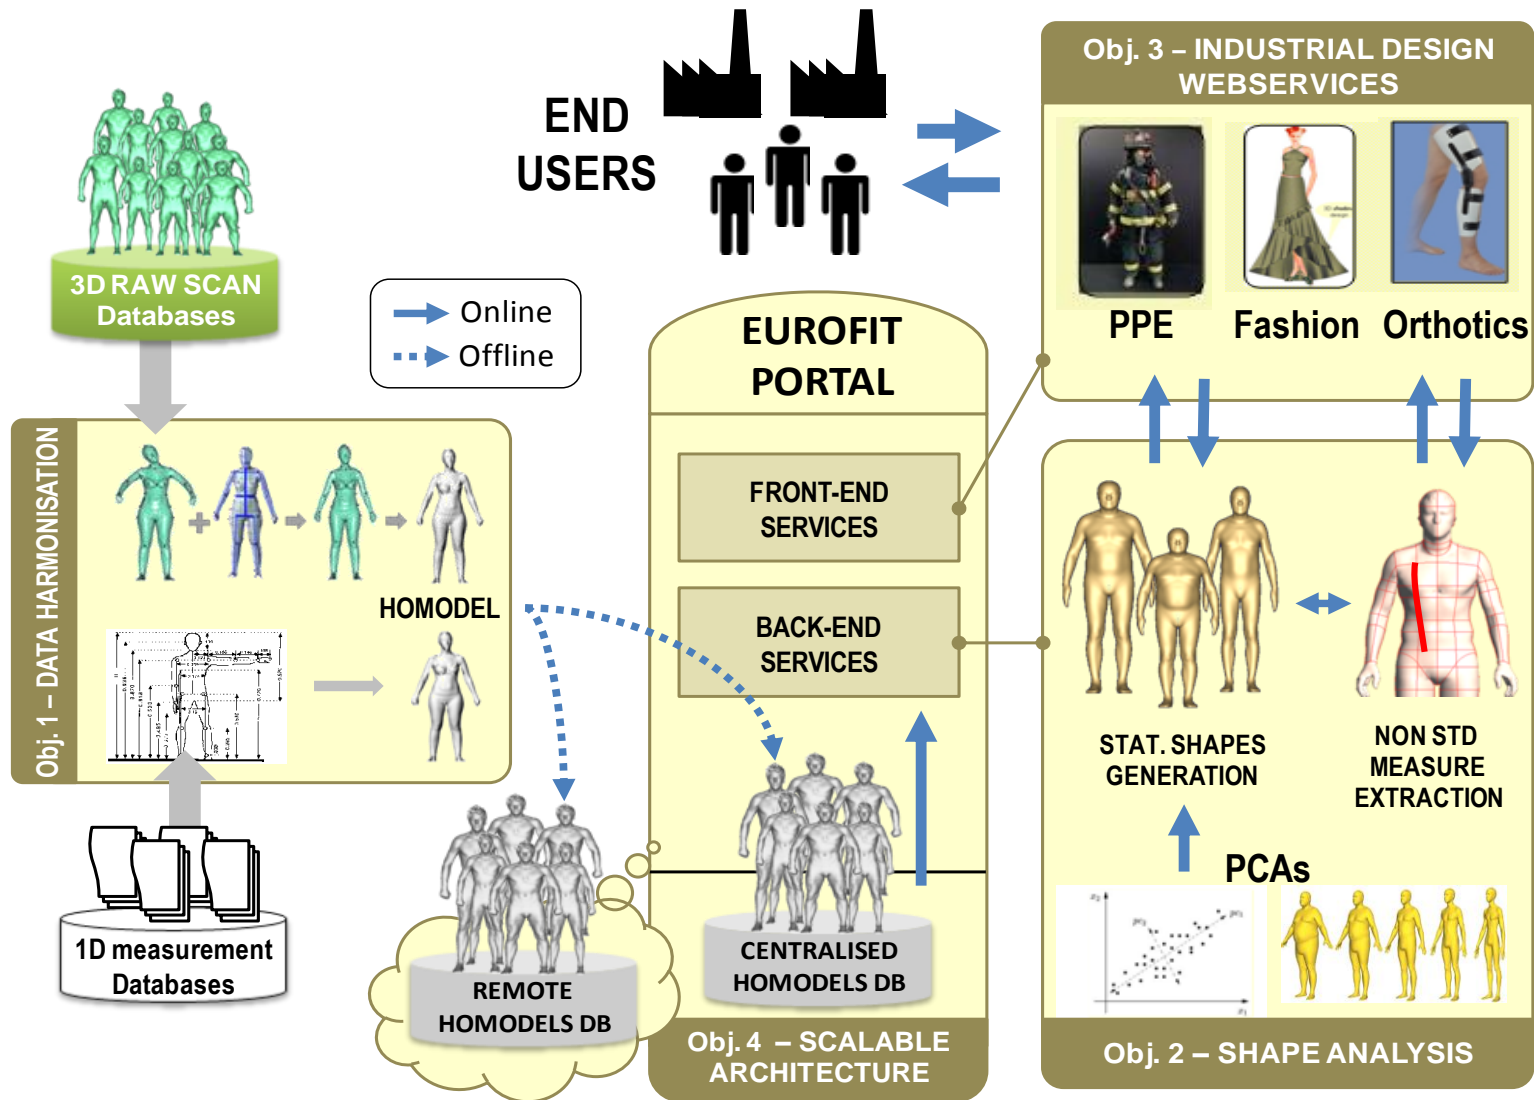 END
USERS
Obj. 3 – INDUSTRIAL DESIGN
WEBSERVICES
PPE
Fashion
Orthotics
3D RAW SCAN
Databases
Online
Offline
EUROFIT
PORTAL
FRONT-END
SERVICES
BACK-END
SERVICES
Obj. 1 – DATA HARMONISATION
HOMODEL
1D measurement
Databases
REMOTE
HOMODELS DB
CENTRALISED
HOMODELS DB
Obj. 4 – SCALABLE
ARCHITECTURE
STAT. SHAPES
GENERATION
NON STD
MEASURE
EXTRACTION
PCAs
Obj. 2 – SHAPE ANALYSIS